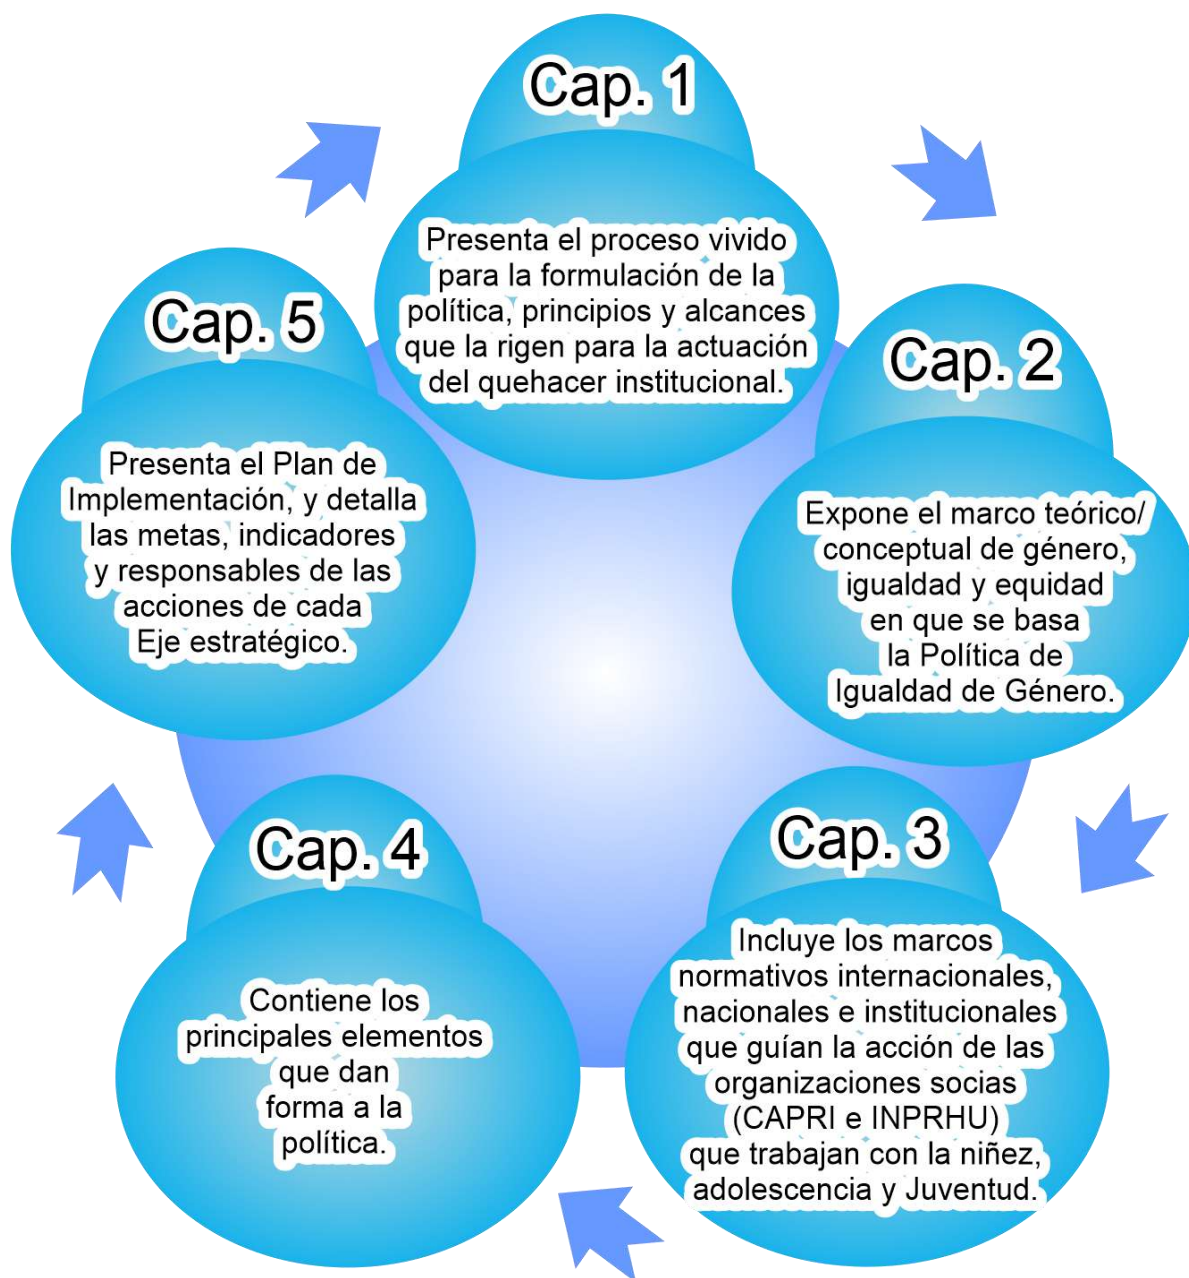 Cap. 1
Presenta el proceso vivido
para la formulación de la
política, principios y alcances
que la rigen para la actuación
del quehacer institucional.
Cap. 2
Expone el marco teórico/
conceptual de género,
igualdad y equidad
en que se basa
la Política de
Igualdad de Género.
Cap. 3
Incluye los marcos
normativos internacionales,
nacionales e institucionales
que guían la acción de las
organizaciones socias
(CAPRI e INPRHU)
que trabajan con la niñez,
adolescencia y Juventud.
Cap. 4
Contiene los
principales elementos
que dan
forma a la
política.
Cap. 5
Presenta el Plan de
Implementación, y detalla
las metas, indicadores
y responsables de las
acciones de cada
Eje estratégico.